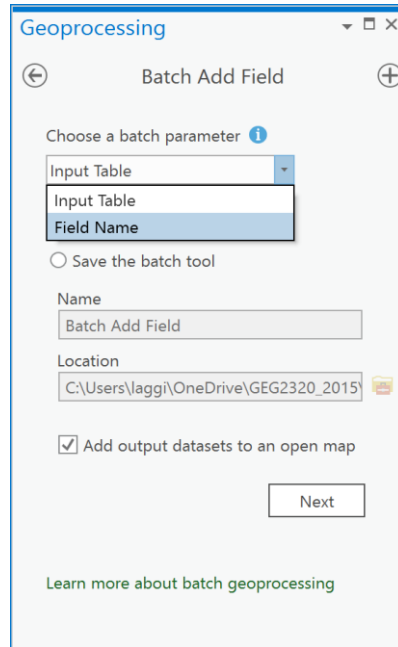 Geoprocessing
Batch Add Field
Choose a batch parameter
Input Table
Input Table
Field Name
Save the batch tool
Name
Batch Add Field
Location
C:\Users\laggi\OneDrive\GEG2320_2015\
Add output datasets to an open map
Next
Learn more about batch geoprocessing